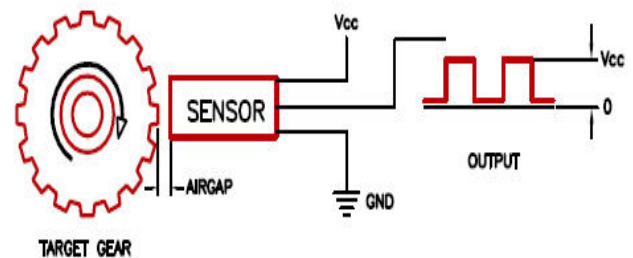 Vcc
SENSOR
Vcc
0
OUTPUT
AIRGAP
GND
TARGET GEAR